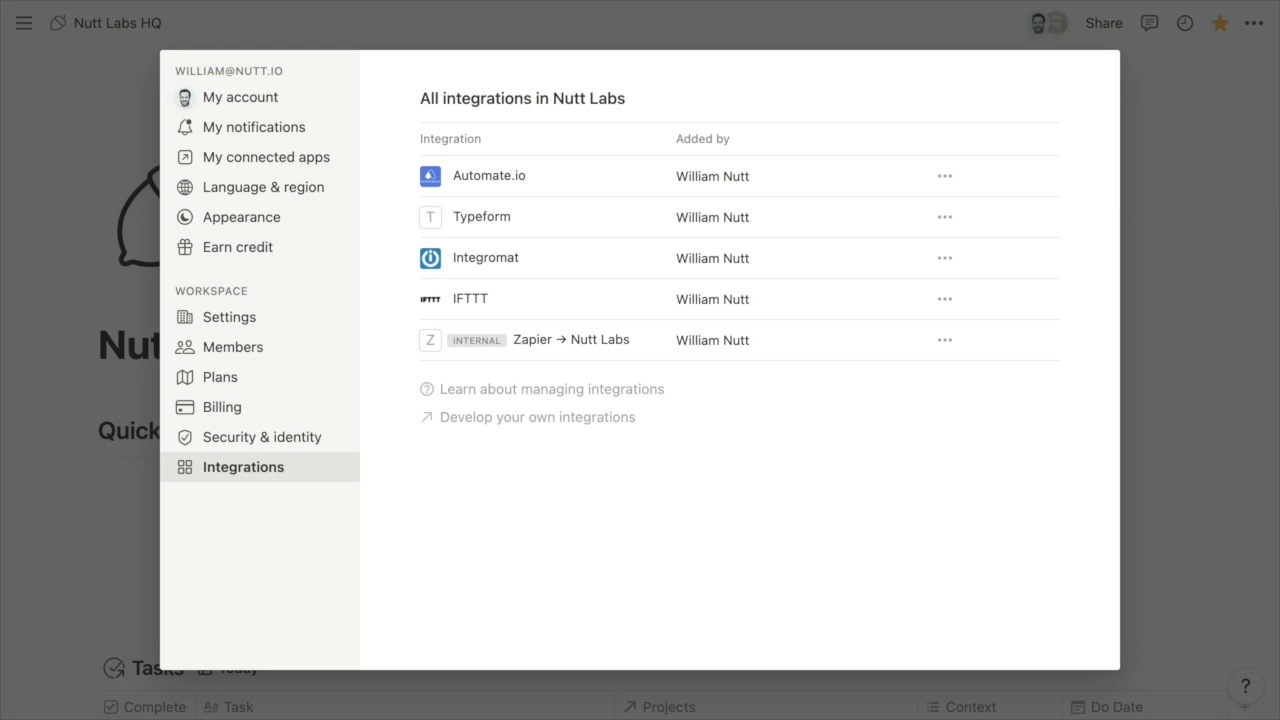 Nutt Labs HQ
Share
WILLIAM@NUTT.IO
My account
My notifications
My connected apps
Language & region
Appearance
Earn credit
WORKSPACE
Settings
Members
Plans
Billing
Security & identity
Integrations
All integrations in Nutt Labs
Integration Added by
Automate.io William Nutt
T Typeform William Nutt
Integromat William Nutt
IFTTT IFTTT William Nutt
Z INTERNAL Zapier → Nutt Labs William Nutt
Learn about managing integrations
Develop your own integrations
Nut
Quick
Tasks Today
Complete Aa Task Projects Context Do Date
?